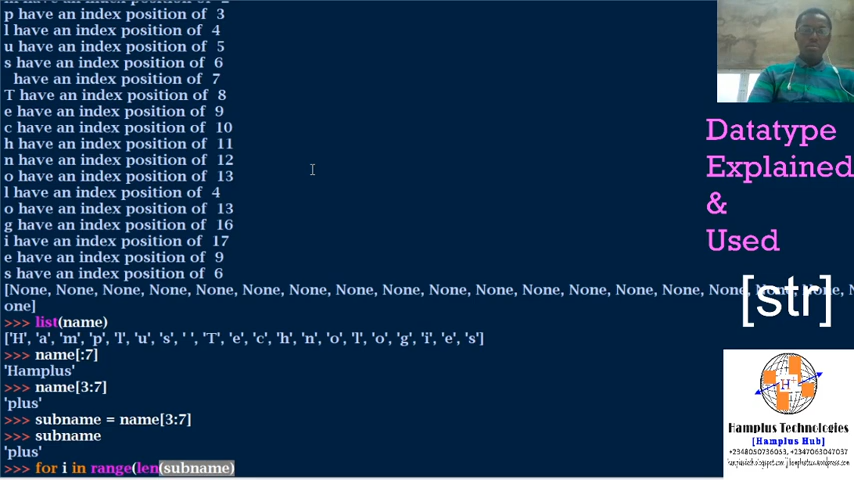 p have an index position of  3
l have an index position of  4
u have an index position of  5
s have an index position of  6
  have an index position of  7
T have an index position of  8
e have an index position of  9
c have an index position of  10
h have an index position of  11
n have an index position of  12
o have an index position of  13
l have an index position of  4
o have an index position of  13
g have an index position of  16
i have an index position of  17
e have an index position of  9
s have an index position of  6
[None, None, None, None, None, None, None, None, None, None, None, None, None, None, None, None, None, None, N
one]
>>> list(name)
['H', 'a', 'm', 'p', 'l', 'u', 's', ' ', 'T', 'e', 'c', 'h', 'n', 'o', 'l', 'o', 'g', 'i', 'e', 's']
>>> name[:7]
'Hamplus'
>>> name[3:7]
'plus'
>>> subname = name[3:7]
>>> subname
'plus'
>>> for i in range(len(subname)
Datatype
Explained
&
Used
[str]
H
Hamplus Technologies
[Hamplus Hub]